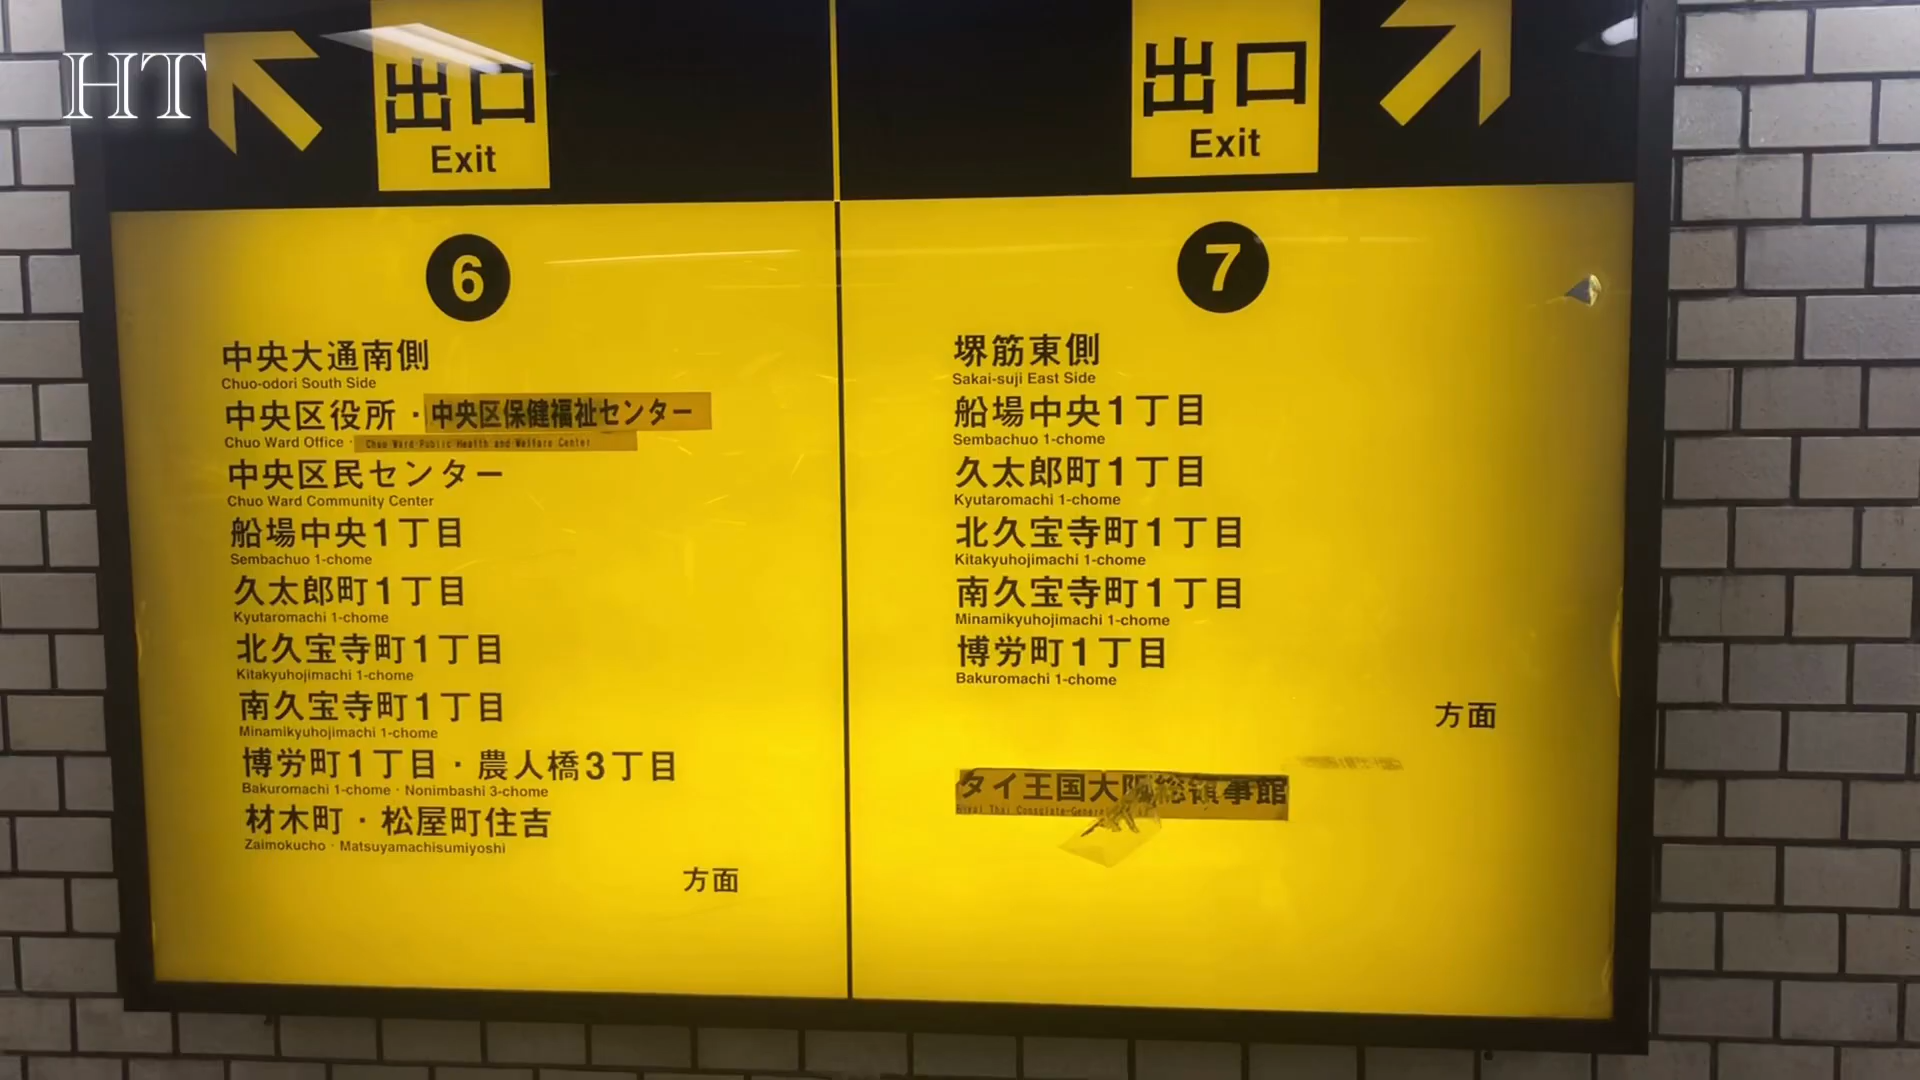 HT
出口
Exit
6
中央大通南側
Chuo-odori South Side
中央区役所・中央区保健福祉センター
Chuo Ward Office・Chuo Ward Public Health and Welfare Center
中央区民センター
Chuo Ward Community Center
船場中央1丁目
Sembachuo 1-chome
久太郎町1丁目
Kyutaromachi 1-chome
北久宝寺町1丁目
Kitakyuhojimachi 1-chome
南久宝寺町1丁目
Minamikyuhojimachi 1-chome
博労町1丁目・農人橋3丁目
Bakuromachi 1-chome・Nonimbashi 3-chome
材木町・松屋町住吉
Zaimokucho・Matsuyamachisumiyoshi
方面
出口
Exit
7
堺筋東側
Sakai-suji East Side
船場中央1丁目
Sembachuo 1-chome
久太郎町1丁目
Kyutaromachi 1-chome
北久宝寺町1丁目
Kitakyuhojimachi 1-chome
南久宝寺町1丁目
Minamikyuhojimachi 1-chome
博労町1丁目
Bakuromachi 1-chome
方面
タイ王国大阪総領事館
Thai